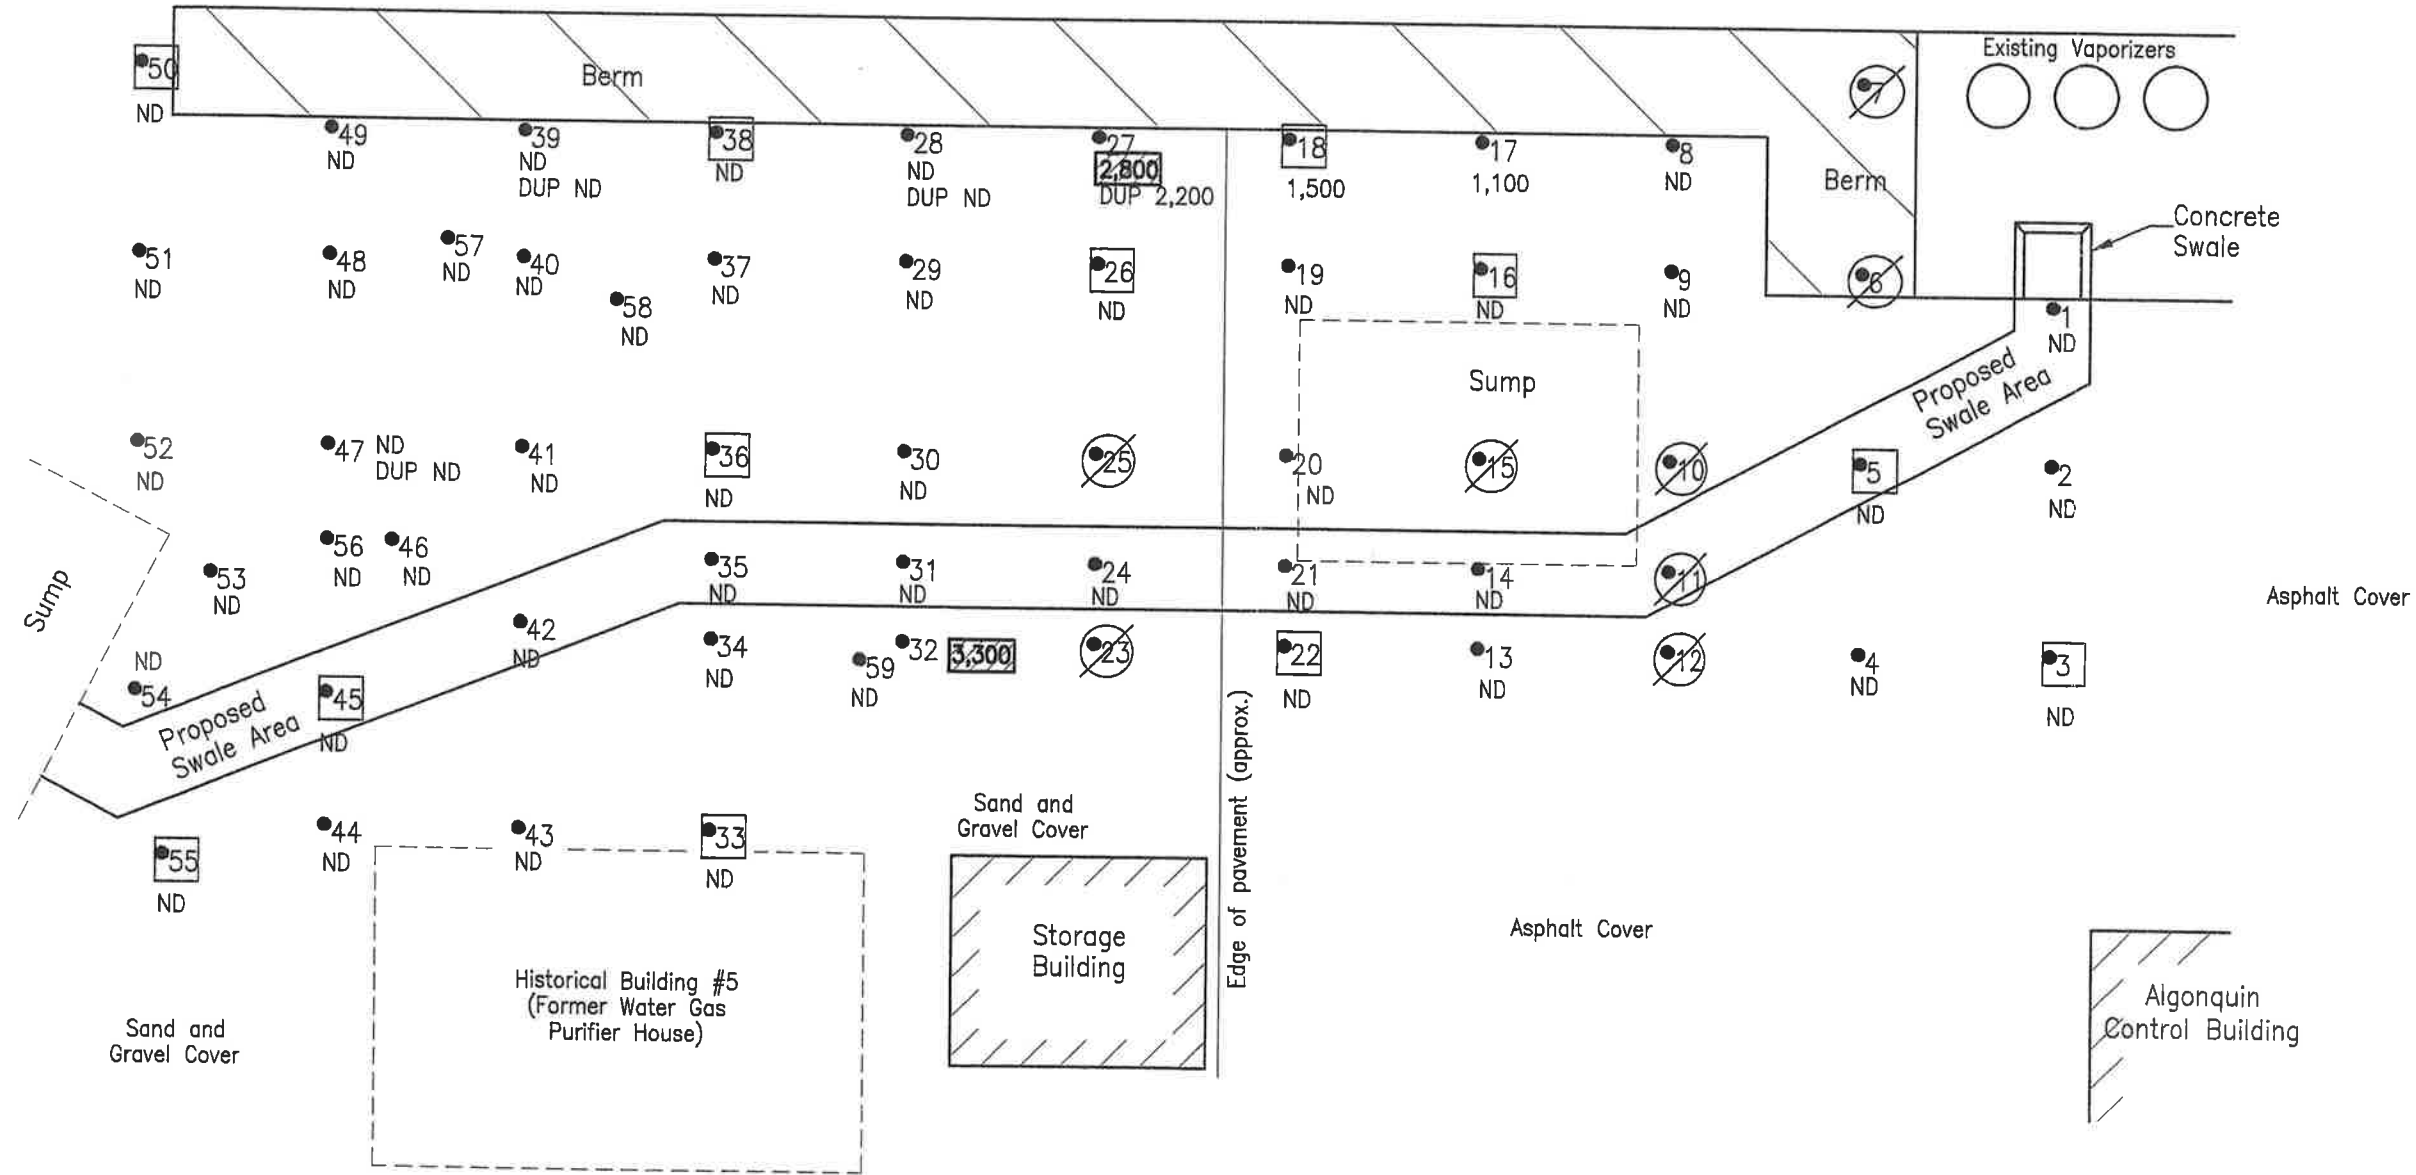 Existing Vaporizers
50
ND
Berm
7
49
ND
39
ND
DUP ND
38
ND
28
ND
DUP ND
27
2,800
DUP 2,200
18
1,500
17
1,100
8
ND
Berm
Concrete
Swale
51
ND
48
ND
57
ND
40
ND
58
ND
37
ND
29
ND
26
ND
19
ND
16
ND
9
ND
6
1
ND
Sump
Proposed
Swale Area
52
ND
47
ND
DUP ND
41
ND
36
ND
30
ND
25
20
ND
15
10
5
ND
2
ND
Sump
53
ND
56
ND
46
ND
35
ND
31
ND
24
ND
21
ND
14
ND
11
Asphalt Cover
ND
54
45
ND
42
ND
34
ND
59
ND
32
3,300
23
22
ND
13
ND
12
4
ND
3
ND
Proposed
Swale Area
Edge of pavement (approx.)
55
ND
44
ND
43
ND
33
ND
Sand and
Gravel Cover
Storage
Building
Asphalt Cover
Historical Building #5
(Former Water Gas
Purifier House)
Sand and
Gravel Cover
Algonquin
Control Building